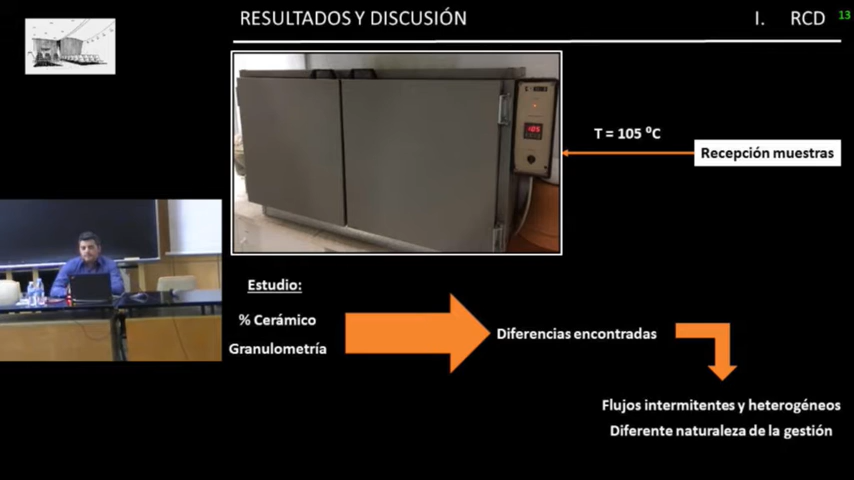 RESULTADOS Y DISCUSIÓN
I. RCD
13
105
T = 105 ºC
Recepción muestras
Estudio:
% Cerámico
Granulometría
Diferencias encontradas
Flujos intermitentes y heterogéneos
Diferente naturaleza de la gestión